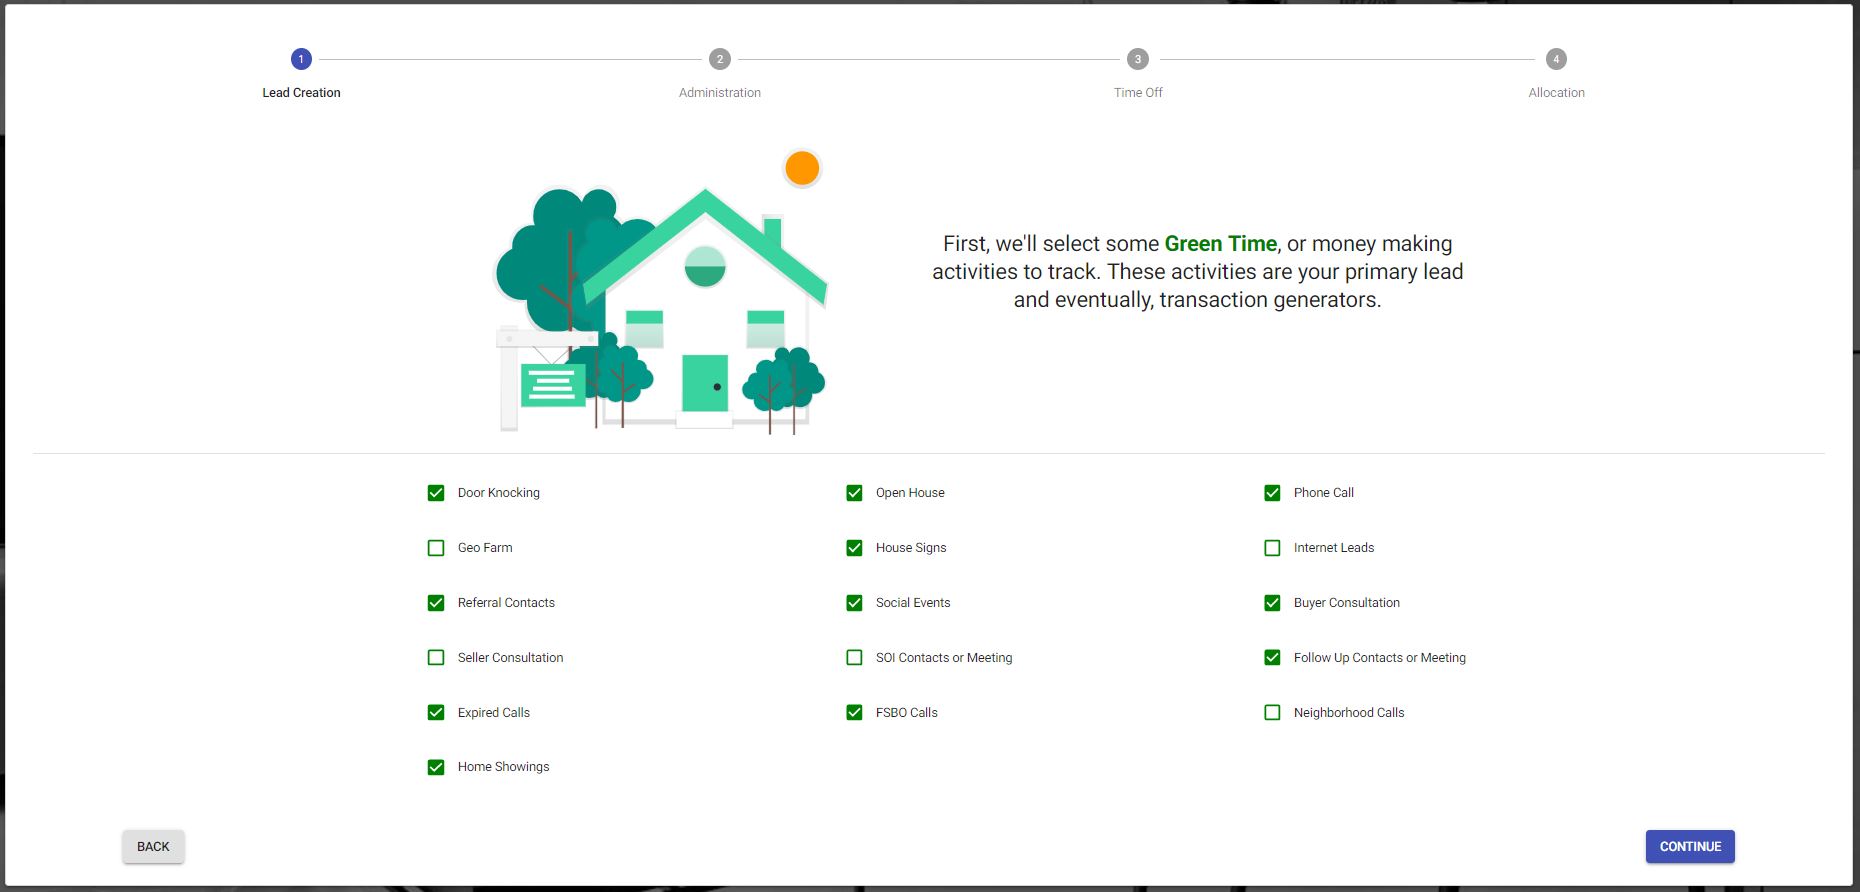 1
2
3
4
Lead Creation
Administration
Time Off
Allocation
First, we'll select some Green Time, or money making
activities to track. These activities are your primary lead
and eventually, transaction generators.
Door Knocking
Open House
Phone Call
Geo Farm
House Signs
Internet Leads
Referral Contacts
Social Events
Buyer Consultation
Seller Consultation
SOI Contacts or Meeting
Follow Up Contacts or Meeting
Expired Calls
FSBO Calls
Neighborhood Calls
Home Showings
BACK
CONTINUE